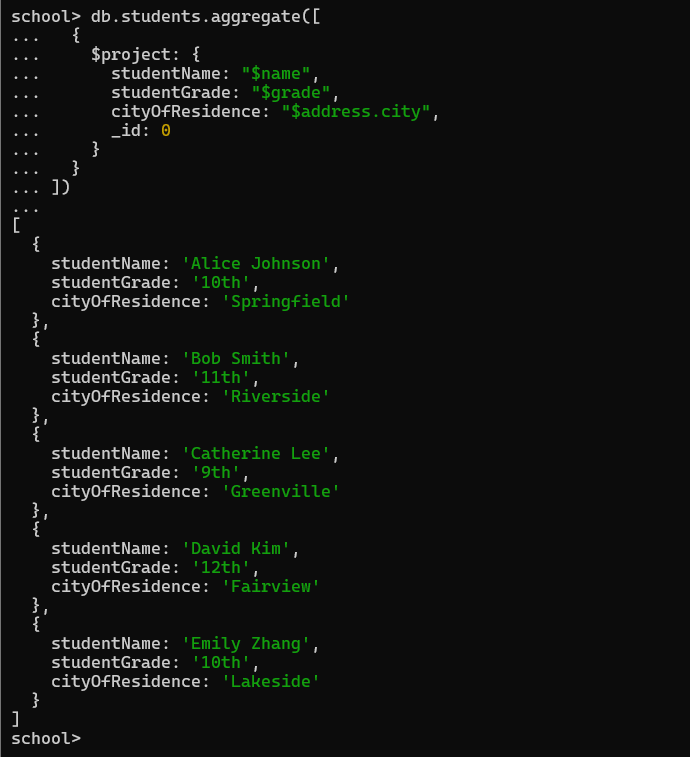 school> db.students.aggregate([
...   {
...     $project: {
...       studentName: "$name",
...       studentGrade: "$grade",
...       cityOfResidence: "$address.city",
...       _id: 0
...     }
...   }
... ])
...
[
  {
    studentName: 'Alice Johnson',
    studentGrade: '10th',
    cityOfResidence: 'Springfield'
  },
  {
    studentName: 'Bob Smith',
    studentGrade: '11th',
    cityOfResidence: 'Riverside'
  },
  {
    studentName: 'Catherine Lee',
    studentGrade: '9th',
    cityOfResidence: 'Greenville'
  },
  {
    studentName: 'David Kim',
    studentGrade: '12th',
    cityOfResidence: 'Fairview'
  },
  {
    studentName: 'Emily Zhang',
    studentGrade: '10th',
    cityOfResidence: 'Lakeside'
  }
]
school>